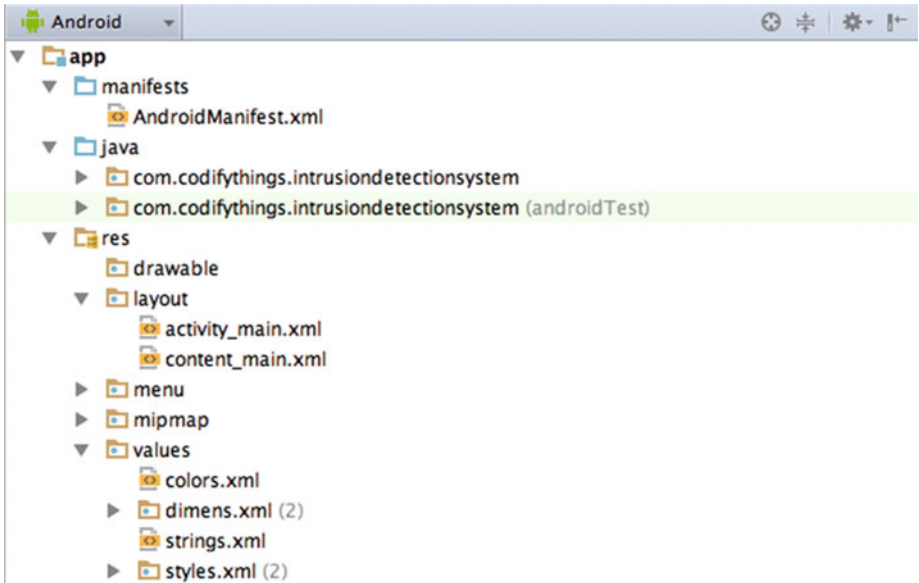 Android
app
manifests
AndroidManifest.xml
java
com.codifythings.intrusiondetectionsystem
com.codifythings.intrusiondetectionsystem (androidTest)
res
drawable
layout
activity_main.xml
content_main.xml
menu
mipmap
values
colors.xml
dimens.xml (2)
strings.xml
styles.xml (2)